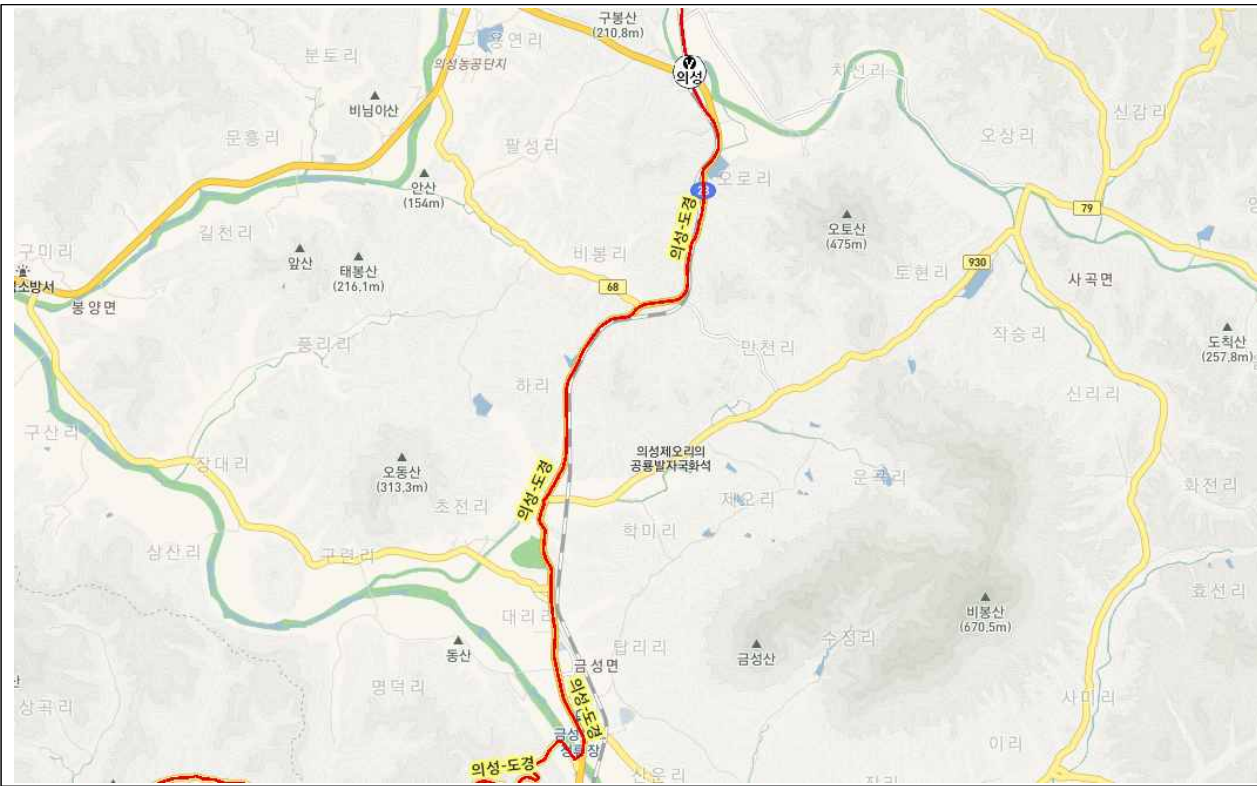 구봉산
(210.8m)
용연리
분토리
의성농공단지
의성
치선리
비님이산
신감리
문흥리
팔성리
오상리
안산
(154m)
오로리
의성-도경
79
길천리
오토산
(475m)
구미리
앞산
비봉리
태봉산
(216.1m)
930
토현리
사곡면
소방서
68
봉양면
풍리리
만천리
작승리
도칙산
(257.8m)
하리
신리리
구산리
장대리
오동산
(313.3m)
의성제오리의
공룡발자국화석
의성-도경
초전리
제오리
운곡리
화전리
학미리
상산리
구련리
대리리
효선리
비봉산
(670.5m)
동산
탑리리
금성산
수정리
금성면
명덕리
의성-도경
사미리
상곡리
금성
정류장
이리
의성-도경
산운리